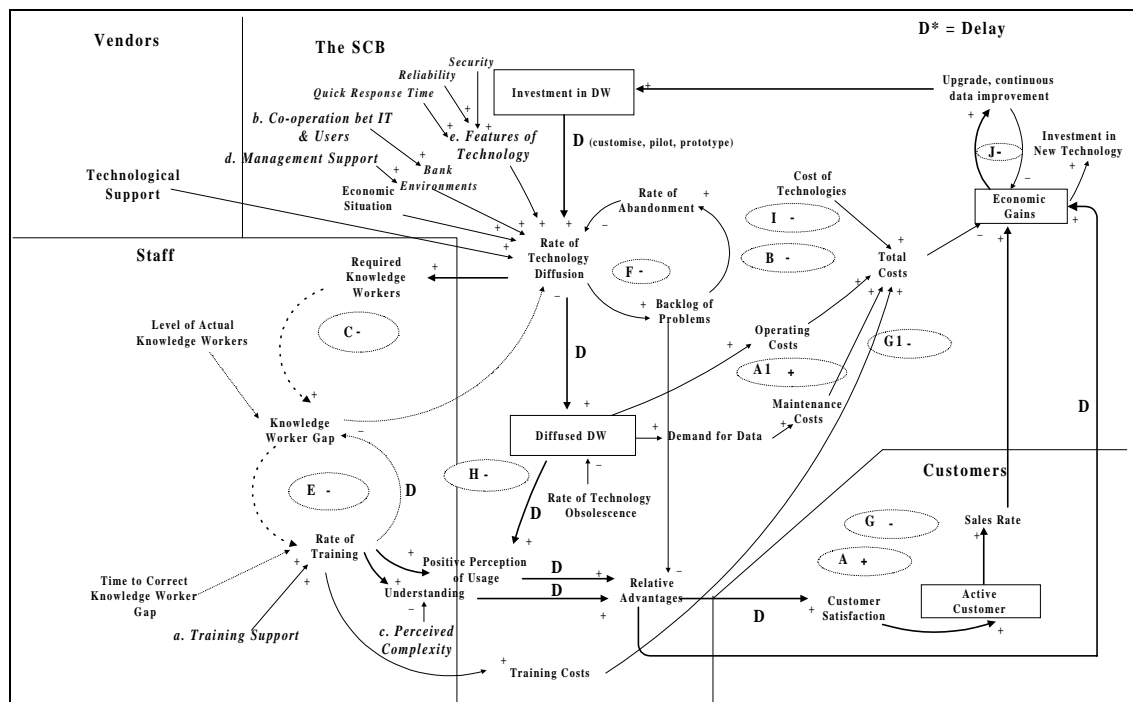 Vendors
The SCB
D* = Delay
Security
Reliability
Quick Response Time
Investment in DW
Upgrade, continuous
data improvement
b. Co-operation bet IT
& Users
e. Features of
Technology
D (customise, pilot, prototype)
J-
Investment in
New Technology
d. Management Support
Bank
Environments
Technological
Support
Economic
Situation
Rate of
Abandonment
Cost of
Technologies
Economic
Gains
I -
Staff
Rate of
Technology
Diffusion
B -
Total
Costs
Required
Knowledge
Workers
F -
Backlog of
Problems
Level of Actual
Knowledge Workers
C -
Operating
Costs
G1 -
D
A1 +
Maintenance
Costs
D
Knowledge
Worker Gap
Diffused DW
Demand for Data
Customers
H -
E -
D
Rate of Technology
Obsolescence
D
G -
Sales Rate
Rate of
Training
A +
Positive Perception
of Usage
Time to Correct
Knowledge Worker
Gap
Understanding
D
D
Relative
Advantages
D
Customer
Satisfaction
Active
Customer
a. Training Support
c. Perceived
Complexity
Training Costs